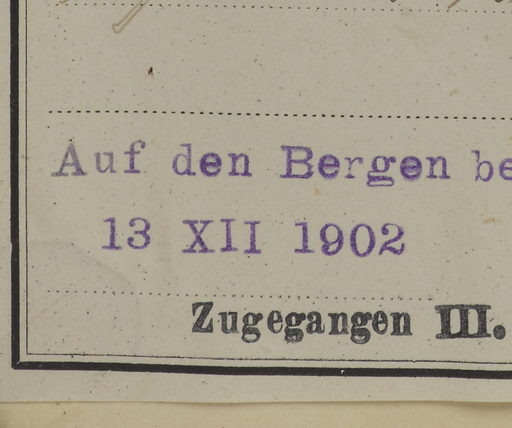 Auf den Bergen be
13 XII 1902
Zugegangen III.